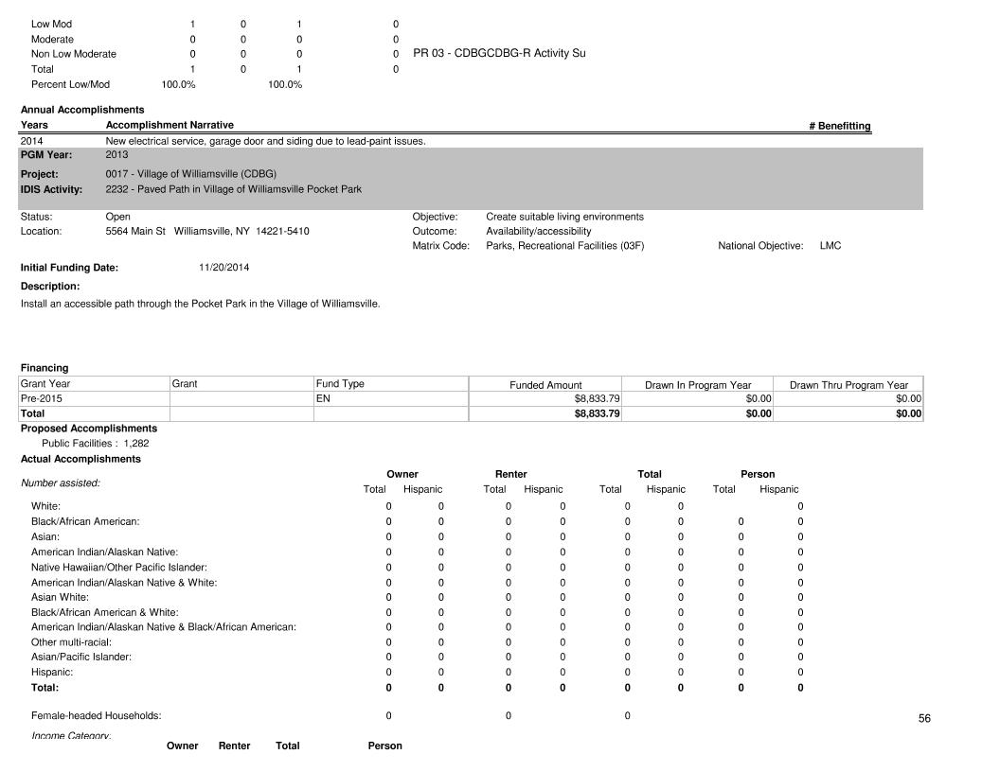 Low Mod 1 0 1 0
Moderate 0 0 0 0
Non Low Moderate 0 0 0 0 PR 03 - CDBGCDBG-R Activity Su
Total 1 0 1 0
Percent Low/Mod 100.0% 100.0%
Annual Accomplishments
Years Accomplishment Narrative # Benefitting
2014 New electrical service, garage door and siding due to lead-paint issues.
PGM Year: 2013
Project: 0017 - Village of Williamsville (CDBG)
IDIS Activity: 2232 - Paved Path in Village of Williamsville Pocket Park
Status: Open Objective: Create suitable living environments
Location: 5564 Main St Williamsville, NY 14221-5410 Outcome: Availability/accessibility
Matrix Code: Parks, Recreational Facilities (03F) National Objective: LMC
Initial Funding Date: 11/20/2014
Description:
Install an accessible path through the Pocket Park in the Village of Williamsville.
Financing
Grant Year Grant Fund Type Funded Amount Drawn In Program Year Drawn Thru Program Year
Pre-2015 EN $8,833.79 $0.00 $0.00
Total $8,833.79 $0.00 $0.00
Proposed Accomplishments
Public Facilities : 1,282
Actual Accomplishments
Owner Renter Total Person
Number assisted:
Total Hispanic Total Hispanic Total Hispanic Total Hispanic
White: 0 0 0 0 0 0 0
Black/African American: 0 0 0 0 0 0 0 0
Asian: 0 0 0 0 0 0 0 0
American Indian/Alaskan Native: 0 0 0 0 0 0 0 0
Native Hawaiian/Other Pacific Islander: 0 0 0 0 0 0 0 0
American Indian/Alaskan Native & White: 0 0 0 0 0 0 0 0
Asian White: 0 0 0 0 0 0 0 0
Black/African American & White: 0 0 0 0 0 0 0 0
American Indian/Alaskan Native & Black/African American: 0 0 0 0 0 0 0 0
Other multi-racial: 0 0 0 0 0 0 0 0
Asian/Pacific Islander: 0 0 0 0 0 0 0 0
Hispanic: 0 0 0 0 0 0 0 0
Total: 0 0 0 0 0 0 0 0
Female-headed Households: 0 0 0
56
Income Category:
Owner Renter Total Person